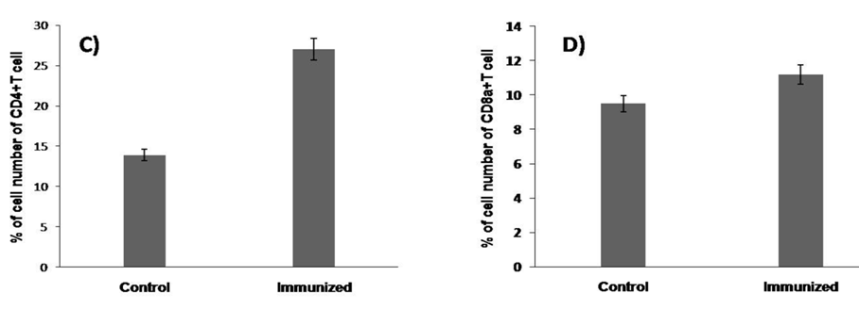 C)
% of cell number of CD4+T cell
30
25
20
15
10
5
0
Control Immunized
D)
% of cell number of CD8a+T cell
14
12
10
8
6
4
2
0
Control Immunized